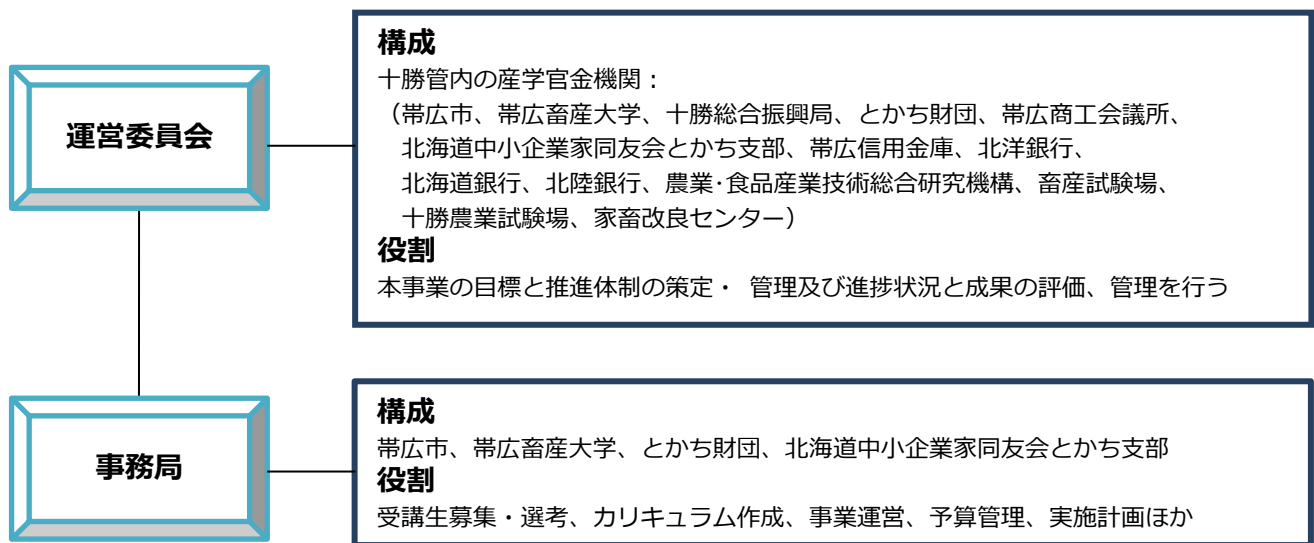 運営委員会
構成
十勝管内の産学官金機関：
（帯広市、帯広畜産大学、十勝総合振興局、とかち財団、帯広商工会議所、
北海道中小企業家同友会とかち支部、帯広信用金庫、北洋銀行、
北海道銀行、北陸銀行、農業･食品産業技術総合研究機構、畜産試験場、
十勝農業試験場、家畜改良センター）
役割
本事業の目標と推進体制の策定・ 管理及び進捗状況と成果の評価、管理を行う
事務局
構成
帯広市、帯広畜産大学、とかち財団、北海道中小企業家同友会とかち支部
役割
受講生募集・選考、カリキュラム作成、事業運営、予算管理、実施計画ほか